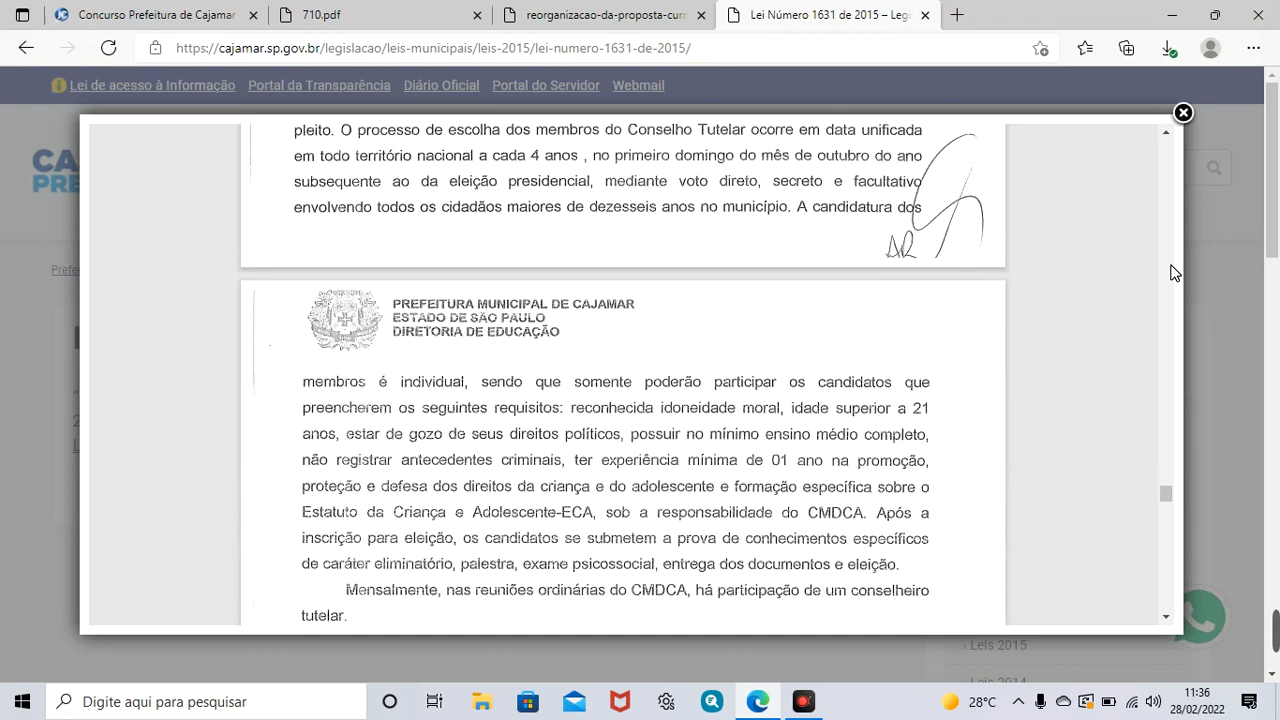 Concurso Prefeitura de Cajamar
710.pdf
reorganizacao-da-propost-curr
Lei Número 1631 de 2015 – Legi
https://cajamar.sp.gov.br/legislacao/leis-municipais/leis-2015/lei-numero-1631-de-2015/
Lei de acesso à Informação Portal da Transparência Diário Oficial Portal do Servidor Webmail
pleito. O processo de escolha dos membros do Conselho Tutelar ocorre em data unificada
em todo território nacional a cada 4 anos , no primeiro domingo do mês de outubro do ano
subsequente ao da eleição presidencial, mediante voto direto, secreto e facultativo
envolvendo todos os cidadãos maiores de dezesseis anos no município. A candidatura dos
PREFEITURA MUNICIPAL DE CAJAMAR
ESTADO DE SÃO PAULO
DIRETORIA DE EDUCAÇÃO
membros é individual, sendo que somente poderão participar os candidatos que
preencherem os seguintes requisitos: reconhecida idoneidade moral, idade superior a 21
anos, estar de gozo de seus direitos políticos, possuir no mínimo ensino médio completo,
não registrar antecedentes criminais, ter experiência mínima de 01 ano na promoção,
proteção e defesa dos direitos da criança e do adolescente e formação específica sobre o
Estatuto da Criança e Adolescente-ECA, sob a responsabilidade do CMDCA. Após a
inscrição para eleição, os candidatos se submetem a prova de conhecimentos específicos
de caráter eliminatório, palestra, exame psicossocial, entrega dos documentos e eleição.
Mensalmente, nas reuniões ordinárias do CMDCA, há participação de um conselheiro
tutelar.
› Leis 2015
› Leis 2014
Digite aqui para pesquisar
28°C
11:36
28/02/2022